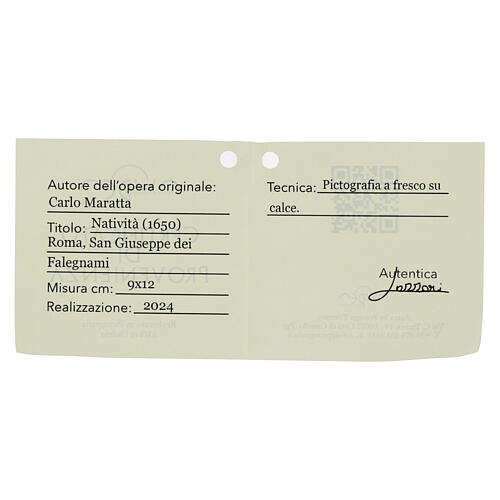 Autore dell'opera originale:
Carlo Maratta
Titolo: Natività (1650)
Roma, San Giuseppe dei
Falegnami
Misura cm: 9x12
Realizzazione: 2024
Tecnica: Pictografia a fresco su
calce.
Autentica